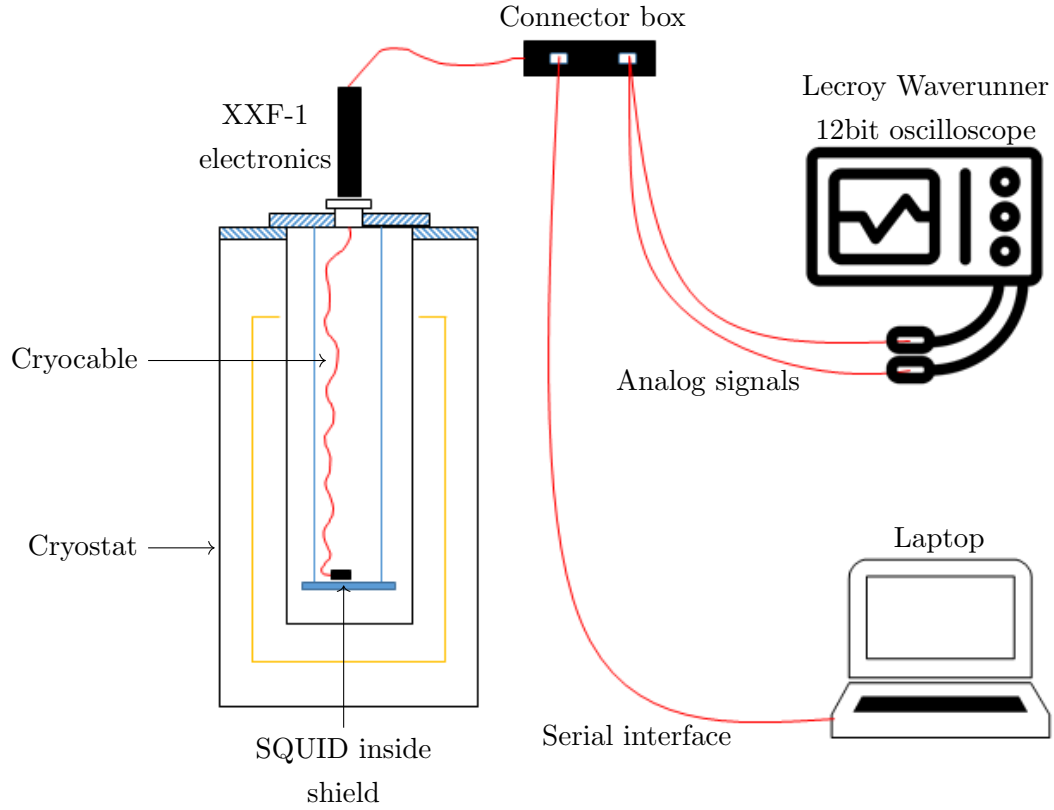 Connector box
Lecroy Waverunner
12bit oscilloscope
XXF-1
electronics
Cryocable
Analog signals
Cryostat
Laptop
Serial interface
SQUID inside
shield